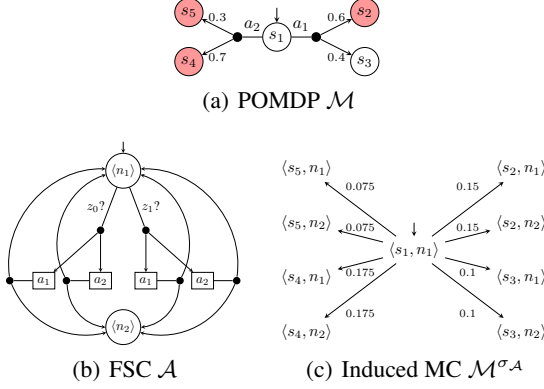 s₅ 0.3 a₂ s₁ a₁ 0.6 s₂
s₄ 0.7 0.4 s₃
(a) POMDP ℳ
⟨n₁⟩
z₀? z₁?
a₁ a₂ a₁ a₂
⟨n₂⟩
(b) FSC 𝒜
⟨s₅, n₁⟩ ⟨s₂, n₁⟩
0.075 0.15
⟨s₅, n₂⟩ 0.075 0.15 ⟨s₂, n₂⟩
⟨s₁, n₁⟩
⟨s₄, n₁⟩ 0.175 0.1 ⟨s₃, n₁⟩
0.175 0.1
⟨s₄, n₂⟩ ⟨s₃, n₂⟩
(c) Induced MC ℳ^σ𝒜